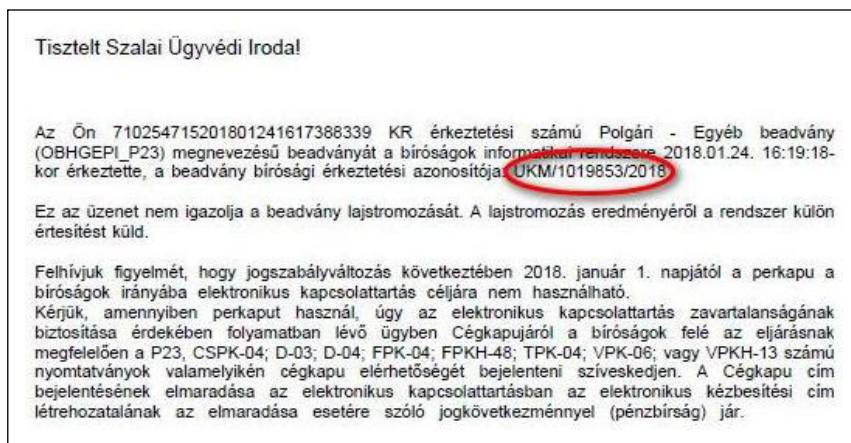 Tisztelt Szalai Ügyvédi Iroda!
Az Ön 710254715201801241617388339 KR érkeztetési számú Polgári - Egyéb beadvány
(OBHGEPI_P23) megnevezésű beadványát a bíróságok informatikai rendszere 2018.01.24. 16:19:18-
kor érkeztette, a beadvány bírósági érkeztetési azonosítója: UKM/1019853/2018
Ez az üzenet nem igazolja a beadvány lajstromozását. A lajstromozás eredményéről a rendszer külön
értesítést küld.
Felhívjuk figyelmét, hogy jogszabályváltozás következtében 2018. január 1. napjától a perkapu a
bíróságok irányába elektronikus kapcsolattartás céljára nem használható.
Kérjük, amennyiben perkaput használ, úgy az elektronikus kapcsolattartás zavartalanságának
biztosítása érdekében folyamatban lévő ügyben Cégkapujáról a bíróságok felé az eljárásnak
megfelelően a P23, CSPK-04; D-03; D-04; FPK-04; FPKH-48; TPK-04; VPK-06; vagy VPKH-13 számú
nyomtatványok valamelyikén cégkapu elérhetőségét bejelenteni szíveskedjen. A Cégkapu cím
bejelentésének elmaradása az elektronikus kapcsolattartásban az elektronikus kézbesítési cím
létrehozatalának az elmaradása esetére szóló jogkövetkezménnyel (pénzbírság) jár.